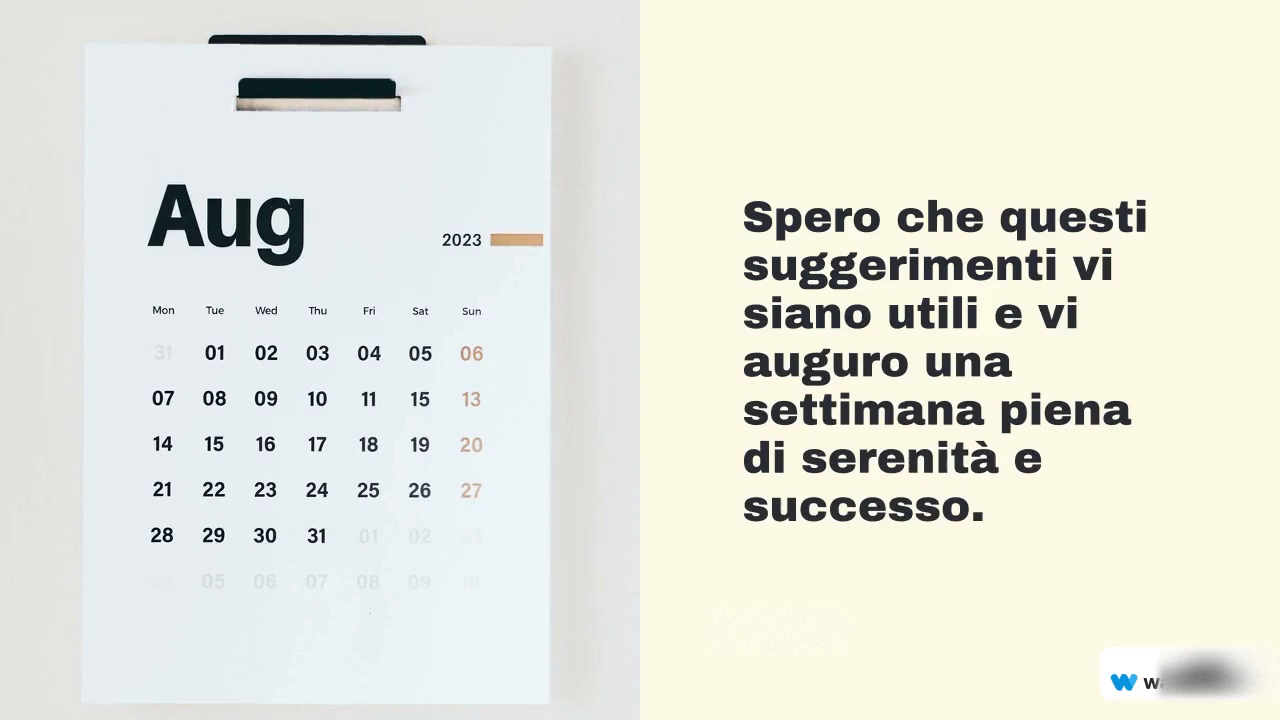 Aug
2023
Mon Tue Wed Thu Fri Sat Sun
31 01 02 03 04 05 06
07 08 09 10 11 15 13
14 15 16 17 18 19 20
21 22 23 24 25 26 27
28 29 30 31 01 02 03
05 06 07 08 09 10
Spero che questi
suggerimenti vi
siano utili e vi
auguro una
settimana piena
di serenità e
successo.